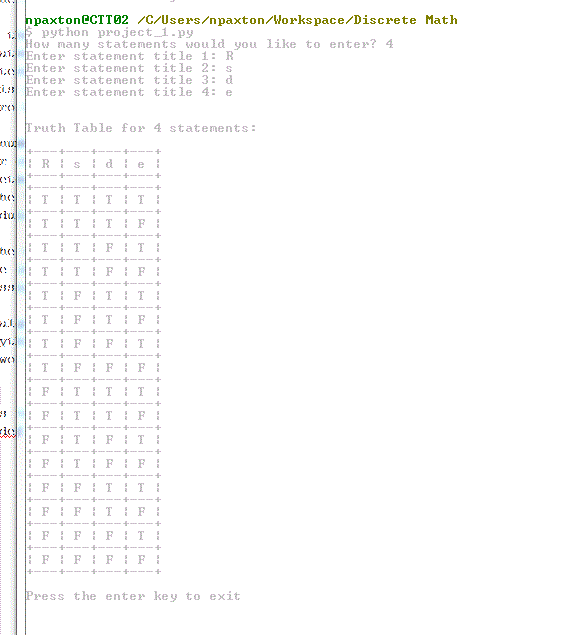 npaxton@CTT02 /C/Users/npaxton/Workspace/Discrete Math
$ python project_1.py
How many statements would you like to enter? 4
Enter statement title 1: R
Enter statement title 2: s
Enter statement title 3: d
Enter statement title 4: e
Truth Table for 4 statements:
+---+---+---+---+
¦ R ¦ s ¦ d ¦ e ¦
+---+---+---+---+
+---+---+---+---+
¦ T ¦ T ¦ T ¦ T ¦
+---+---+---+---+
¦ T ¦ T ¦ T ¦ F ¦
+---+---+---+---+
¦ T ¦ T ¦ F ¦ T ¦
+---+---+---+---+
¦ T ¦ T ¦ F ¦ F ¦
+---+---+---+---+
¦ T ¦ F ¦ T ¦ T ¦
+---+---+---+---+
¦ T ¦ F ¦ T ¦ F ¦
+---+---+---+---+
¦ T ¦ F ¦ F ¦ T ¦
+---+---+---+---+
¦ T ¦ F ¦ F ¦ F ¦
+---+---+---+---+
¦ F ¦ T ¦ T ¦ T ¦
+---+---+---+---+
¦ F ¦ T ¦ T ¦ F ¦
+---+---+---+---+
¦ F ¦ T ¦ F ¦ T ¦
+---+---+---+---+
¦ F ¦ T ¦ F ¦ F ¦
+---+---+---+---+
¦ F ¦ F ¦ T ¦ T ¦
+---+---+---+---+
¦ F ¦ F ¦ T ¦ F ¦
+---+---+---+---+
¦ F ¦ F ¦ F ¦ T ¦
+---+---+---+---+
¦ F ¦ F ¦ F ¦ F ¦
+---+---+---+---+
Press the enter key to exit